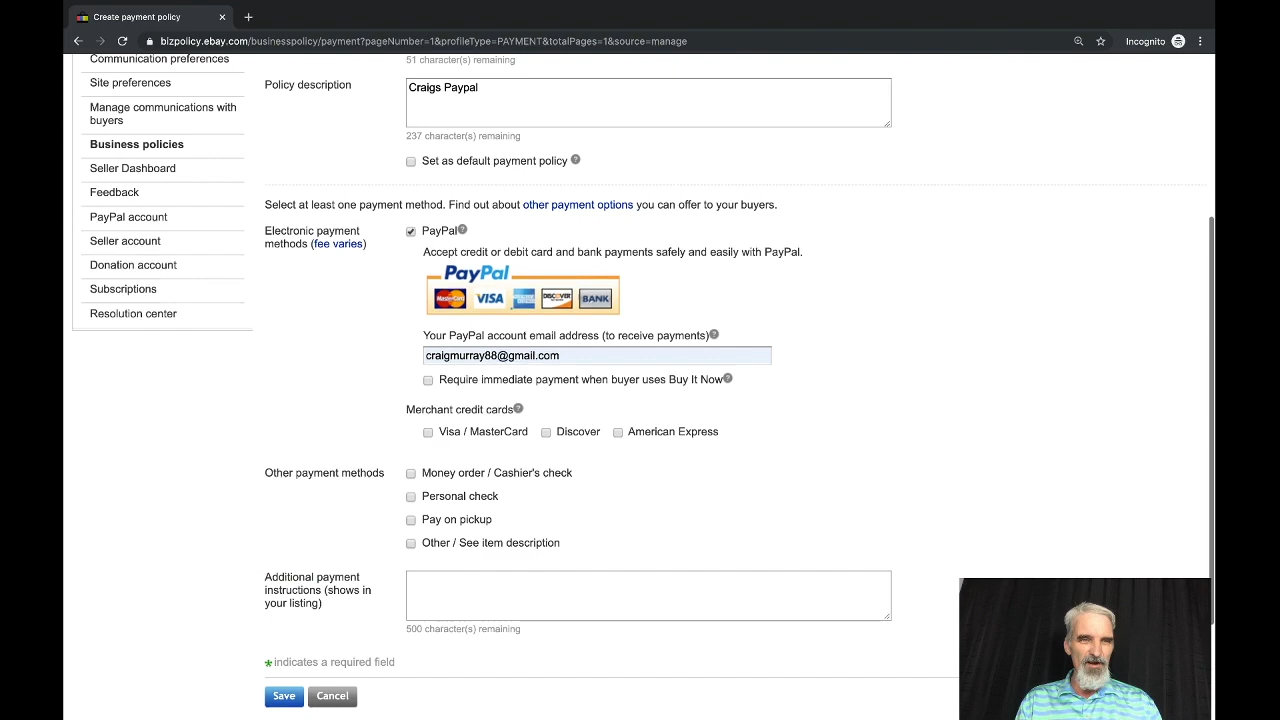 Create payment policy
bizpolicy.ebay.com/businesspolicy/payment?pageNumber=1&profileType=PAYMENT&totalPages=1&source=manage
Incognito
Communication preferences
Site preferences
Manage communications with
buyers
Business policies
Seller Dashboard
Feedback
PayPal account
Seller account
Donation account
Subscriptions
Resolution center
51 character(s) remaining
Policy description
Craigs Paypal
237 character(s) remaining
Set as default payment policy
Select at least one payment method. Find out about other payment options you can offer to your buyers.
Electronic payment
methods (fee varies)
PayPal
Accept credit or debit card and bank payments safely and easily with PayPal.
PayPal
MasterCard VISA DISCOVER BANK
Your PayPal account email address (to receive payments)
craigmurray88@gmail.com
Require immediate payment when buyer uses Buy It Now
Merchant credit cards
Visa / MasterCard Discover American Express
Other payment methods
Money order / Cashier's check
Personal check
Pay on pickup
Other / See item description
Additional payment
instructions (shows in
your listing)
500 character(s) remaining
* indicates a required field
Save Cancel